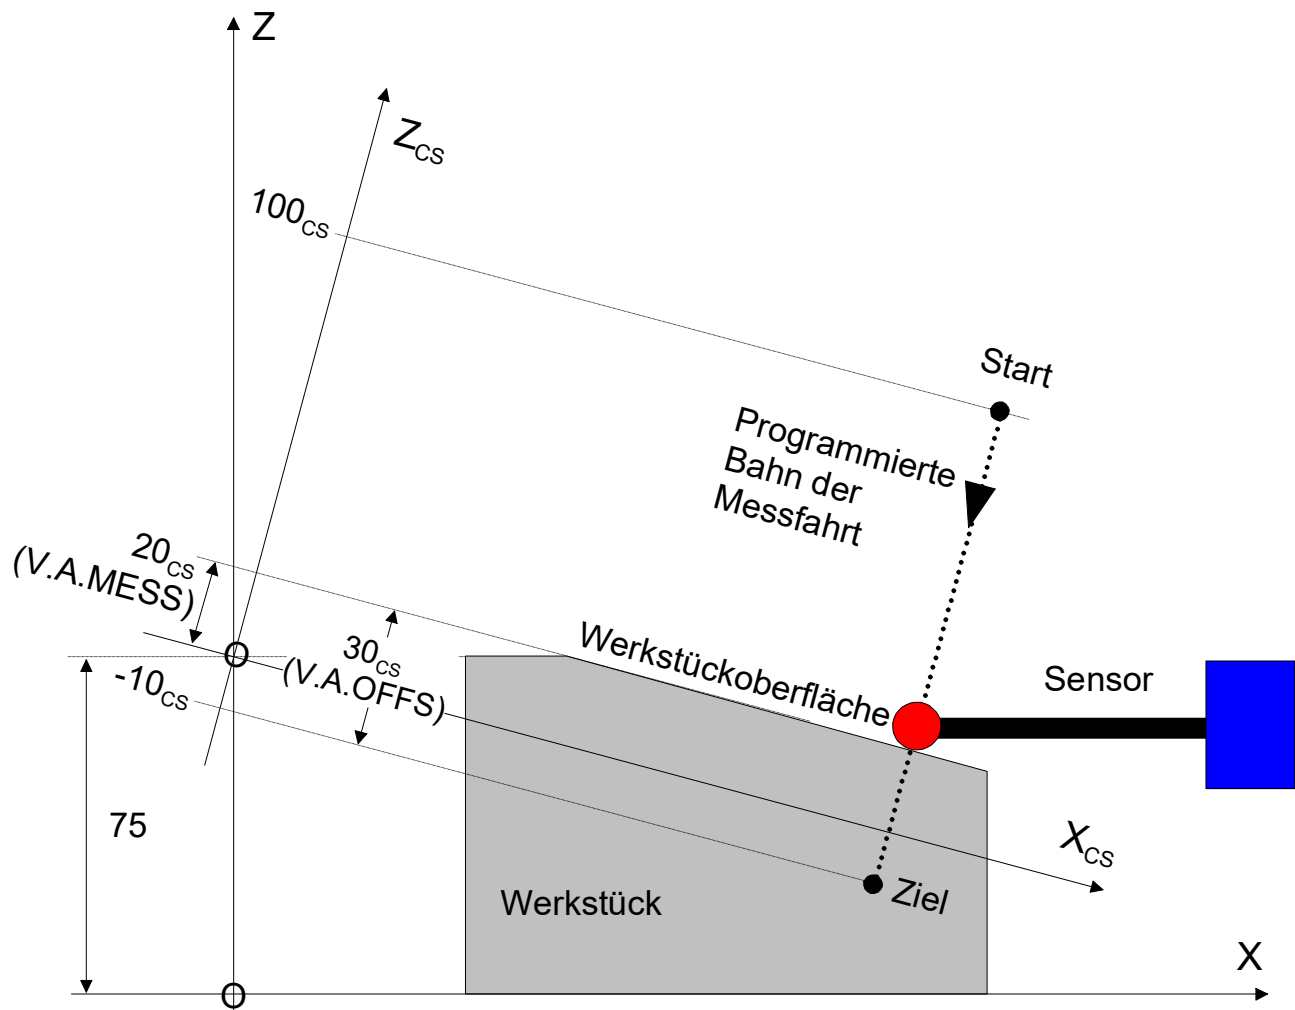 Z
Z_CS
100_CS
Start
Programmierte
Bahn der
Messfahrt
20_CS
(V.A.MESS)
30_CS
(V.A.OFFS)
Werkstückoberfläche
Sensor
O
-10_CS
75
X_CS
Ziel
Werkstück
X
O